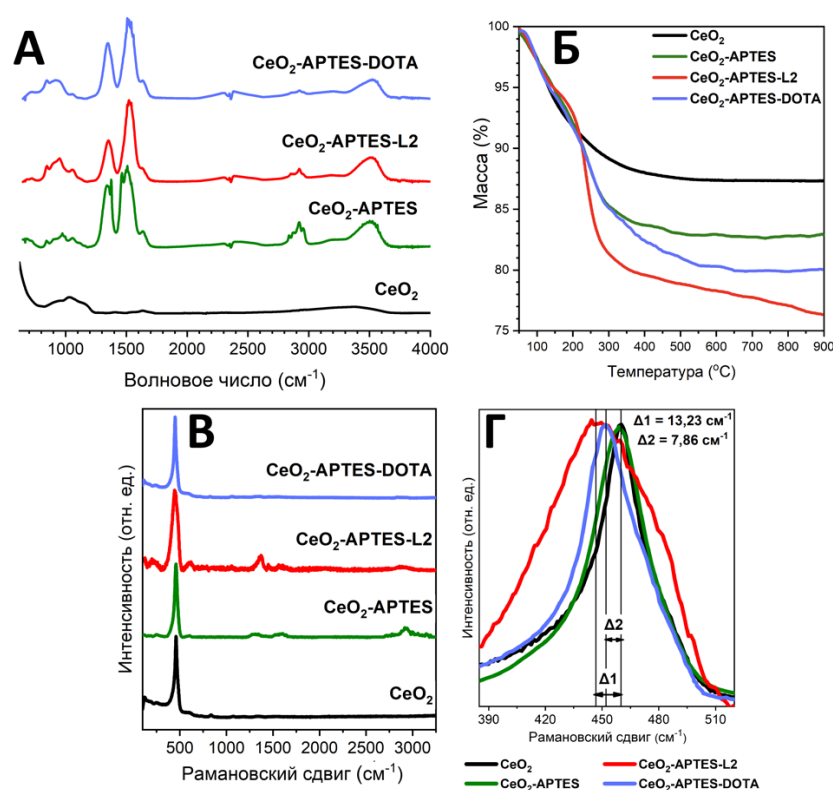 А
CeO₂-APTES-DOTA
CeO₂-APTES-L2
CeO₂-APTES
CeO₂
1000 1500 2000 2500 3000 3500 4000
Волновое число (см⁻¹)
Б
CeO₂
CeO₂-APTES
CeO₂-APTES-L2
CeO₂-APTES-DOTA
100
95
90
85
80
75
Масса (%)
0 100 200 300 400 500 600 700 800 900
Температура (°C)
В
CeO₂-APTES-DOTA
CeO₂-APTES-L2
CeO₂-APTES
CeO₂
Интенсивность (отн. ед.)
500 1000 1500 2000 2500 3000
Рамановский сдвиг (см⁻¹)
Г
Δ1 = 13,23 см⁻¹
Δ2 = 7,86 см⁻¹
Δ2
Δ1
Интенсивность (отн. ед.)
390 420 450 480 510
Рамановский сдвиг (см⁻¹)
CeO₂ CeO₂-APTES-L2
CeO₂-APTES CeO₂-APTES-DOTA